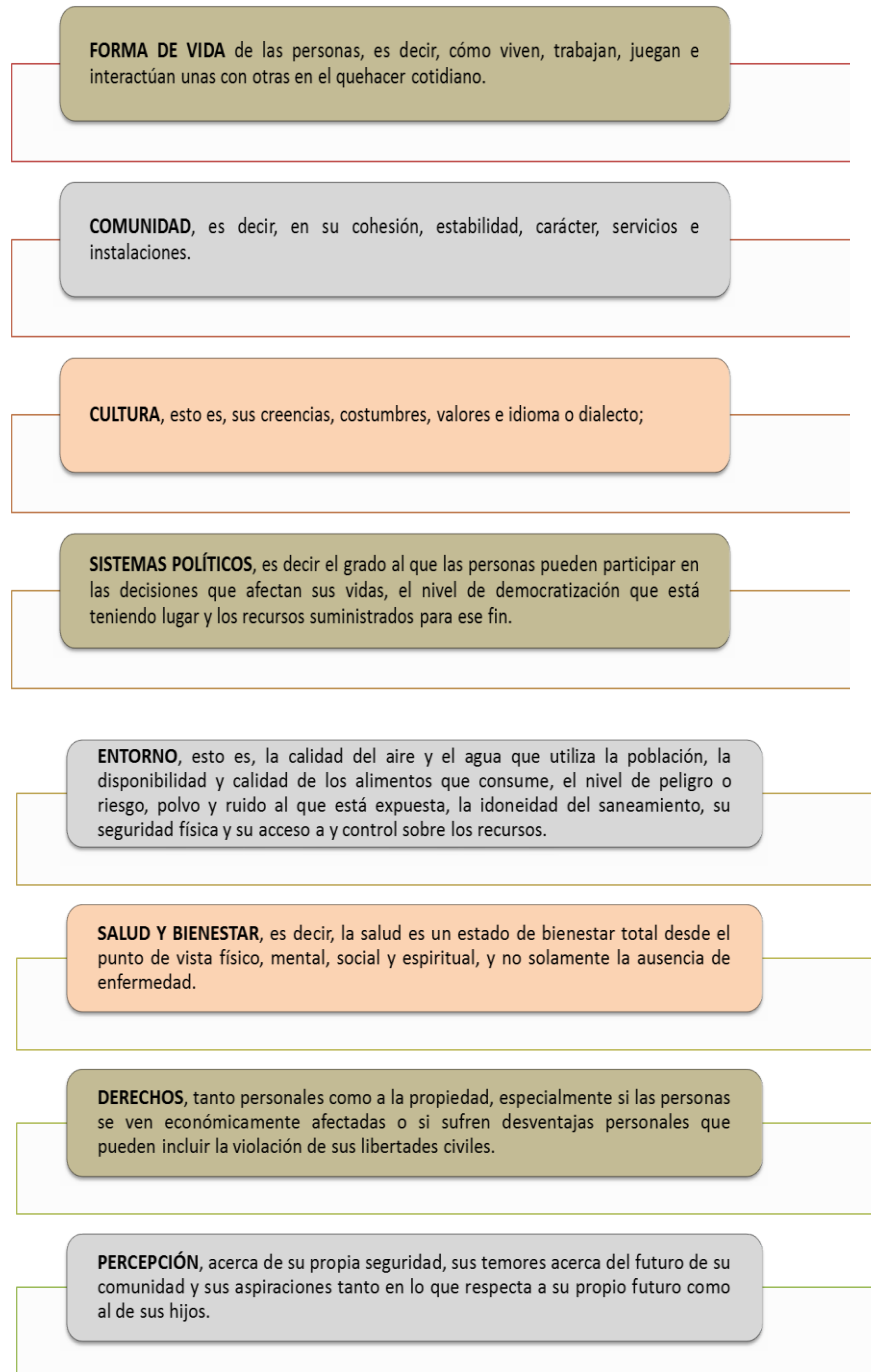 FORMA DE VIDA de las personas, es decir, cómo viven, trabajan, juegan e
interactúan unas con otras en el quehacer cotidiano.
COMUNIDAD, es decir, en su cohesión, estabilidad, carácter, servicios e
instalaciones.
CULTURA, esto es, sus creencias, costumbres, valores e idioma o dialecto;
SISTEMAS POLÍTICOS, es decir el grado al que las personas pueden participar en
las decisiones que afectan sus vidas, el nivel de democratización que está
teniendo lugar y los recursos suministrados para ese fin.
ENTORNO, esto es, la calidad del aire y el agua que utiliza la población, la
disponibilidad y calidad de los alimentos que consume, el nivel de peligro o
riesgo, polvo y ruido al que está expuesta, la idoneidad del saneamiento, su
seguridad física y su acceso a y control sobre los recursos.
SALUD Y BIENESTAR, es decir, la salud es un estado de bienestar total desde el
punto de vista físico, mental, social y espiritual, y no solamente la ausencia de
enfermedad.
DERECHOS, tanto personales como a la propiedad, especialmente si las personas
se ven económicamente afectadas o si sufren desventajas personales que
pueden incluir la violación de sus libertades civiles.
PERCEPCIÓN, acerca de su propia seguridad, sus temores acerca del futuro de su
comunidad y sus aspiraciones tanto en lo que respecta a su propio futuro como
al de sus hijos.